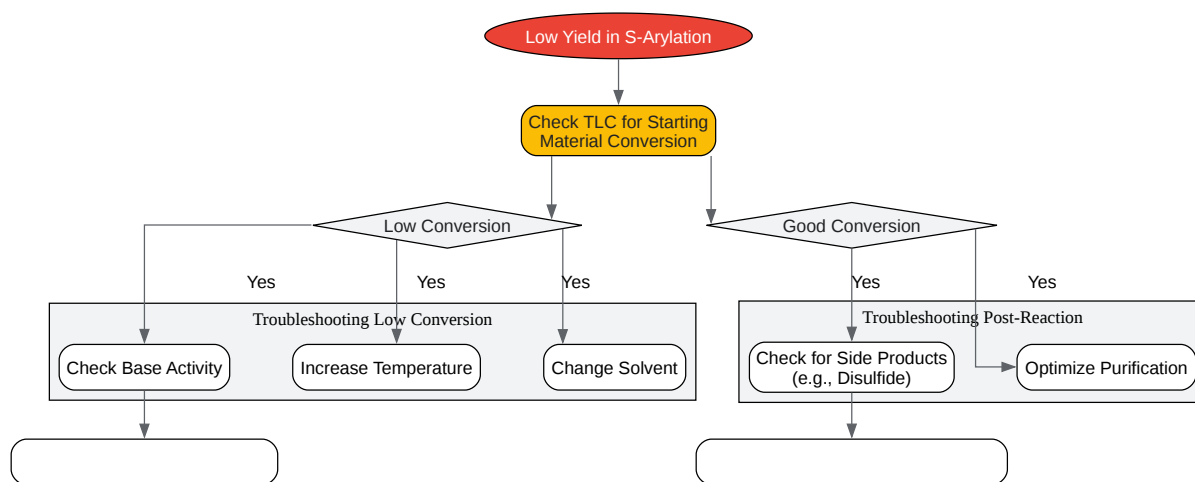 Low Yield in S-Arylation
Check TLC for Starting
Material Conversion
Low Conversion
Good Conversion
Yes
Yes
Yes
Yes
Yes
Troubleshooting Low Conversion
Troubleshooting Post-Reaction
Check Base Activity
Increase Temperature
Change Solvent
Check for Side Products
(e.g., Disulfide)
Optimize Purification